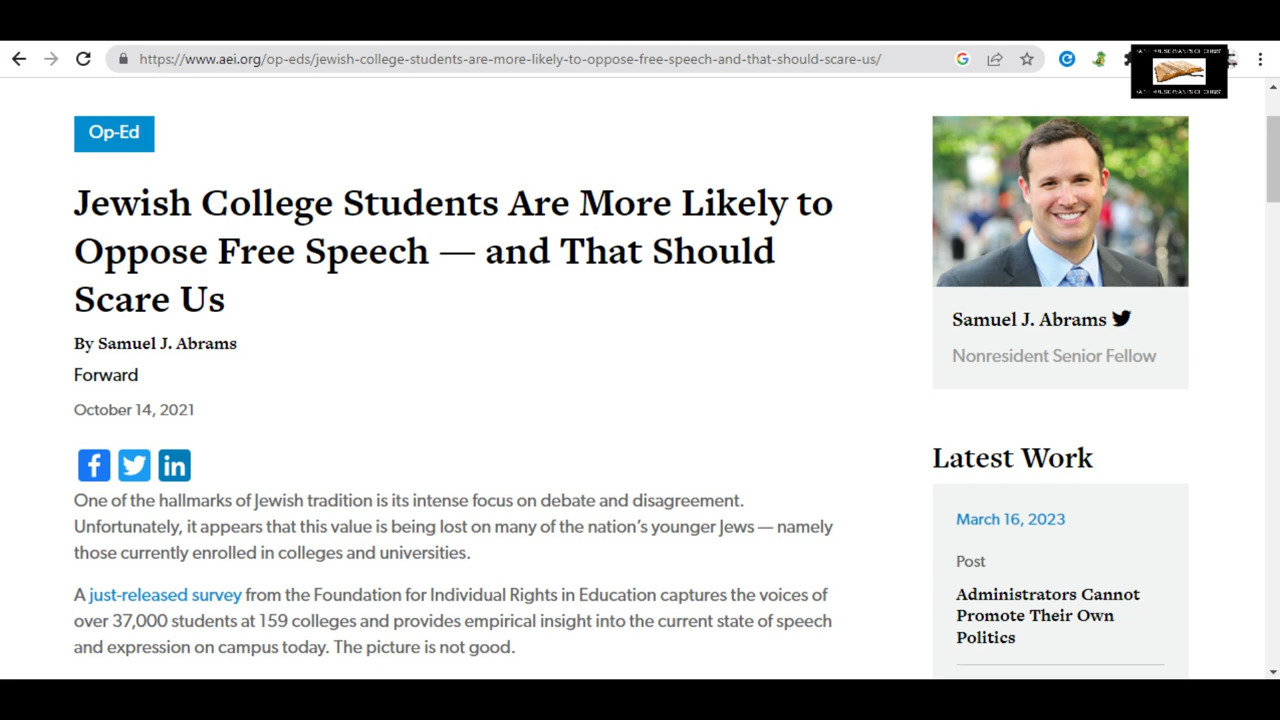 https://www.aei.org/op-eds/jewish-college-students-are-more-likely-to-oppose-free-speech-and-that-should-scare-us/
Op-Ed
Jewish College Students Are More Likely to
Oppose Free Speech — and That Should
Scare Us
By Samuel J. Abrams
Forward
October 14, 2021
One of the hallmarks of Jewish tradition is its intense focus on debate and disagreement.
Unfortunately, it appears that this value is being lost on many of the nation's younger Jews — namely
those currently enrolled in colleges and universities.
A just-released survey from the Foundation for Individual Rights in Education captures the voices of
over 37,000 students at 159 colleges and provides empirical insight into the current state of speech
and expression on campus today. The picture is not good.
Samuel J. Abrams
Nonresident Senior Fellow
Latest Work
March 16, 2023
Post
Administrators Cannot
Promote Their Own
Politics